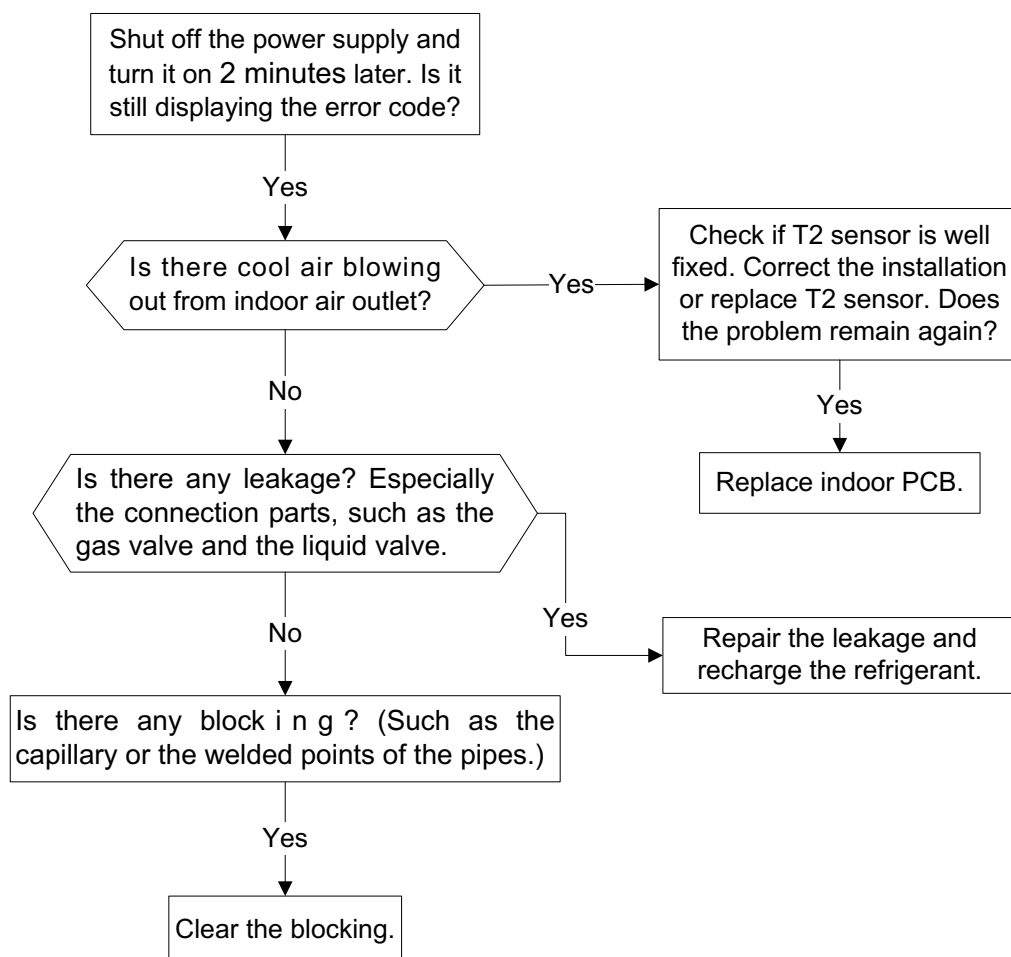 Shut off the power supply and
turn it on 2 minutes later. Is it
still displaying the error code?
Yes
Is there cool air blowing
out from indoor air outlet?
Yes
Check if T2 sensor is well
fixed. Correct the installation
or replace T2 sensor. Does
the problem remain again?
Yes
Replace indoor PCB.
No
Is there any leakage? Especially
the connection parts, such as the
gas valve and the liquid valve.
Yes
Repair the leakage and
recharge the refrigerant.
No
Is there any blocking? (Such as the
capillary or the welded points of the pipes.)
Yes
Clear the blocking.